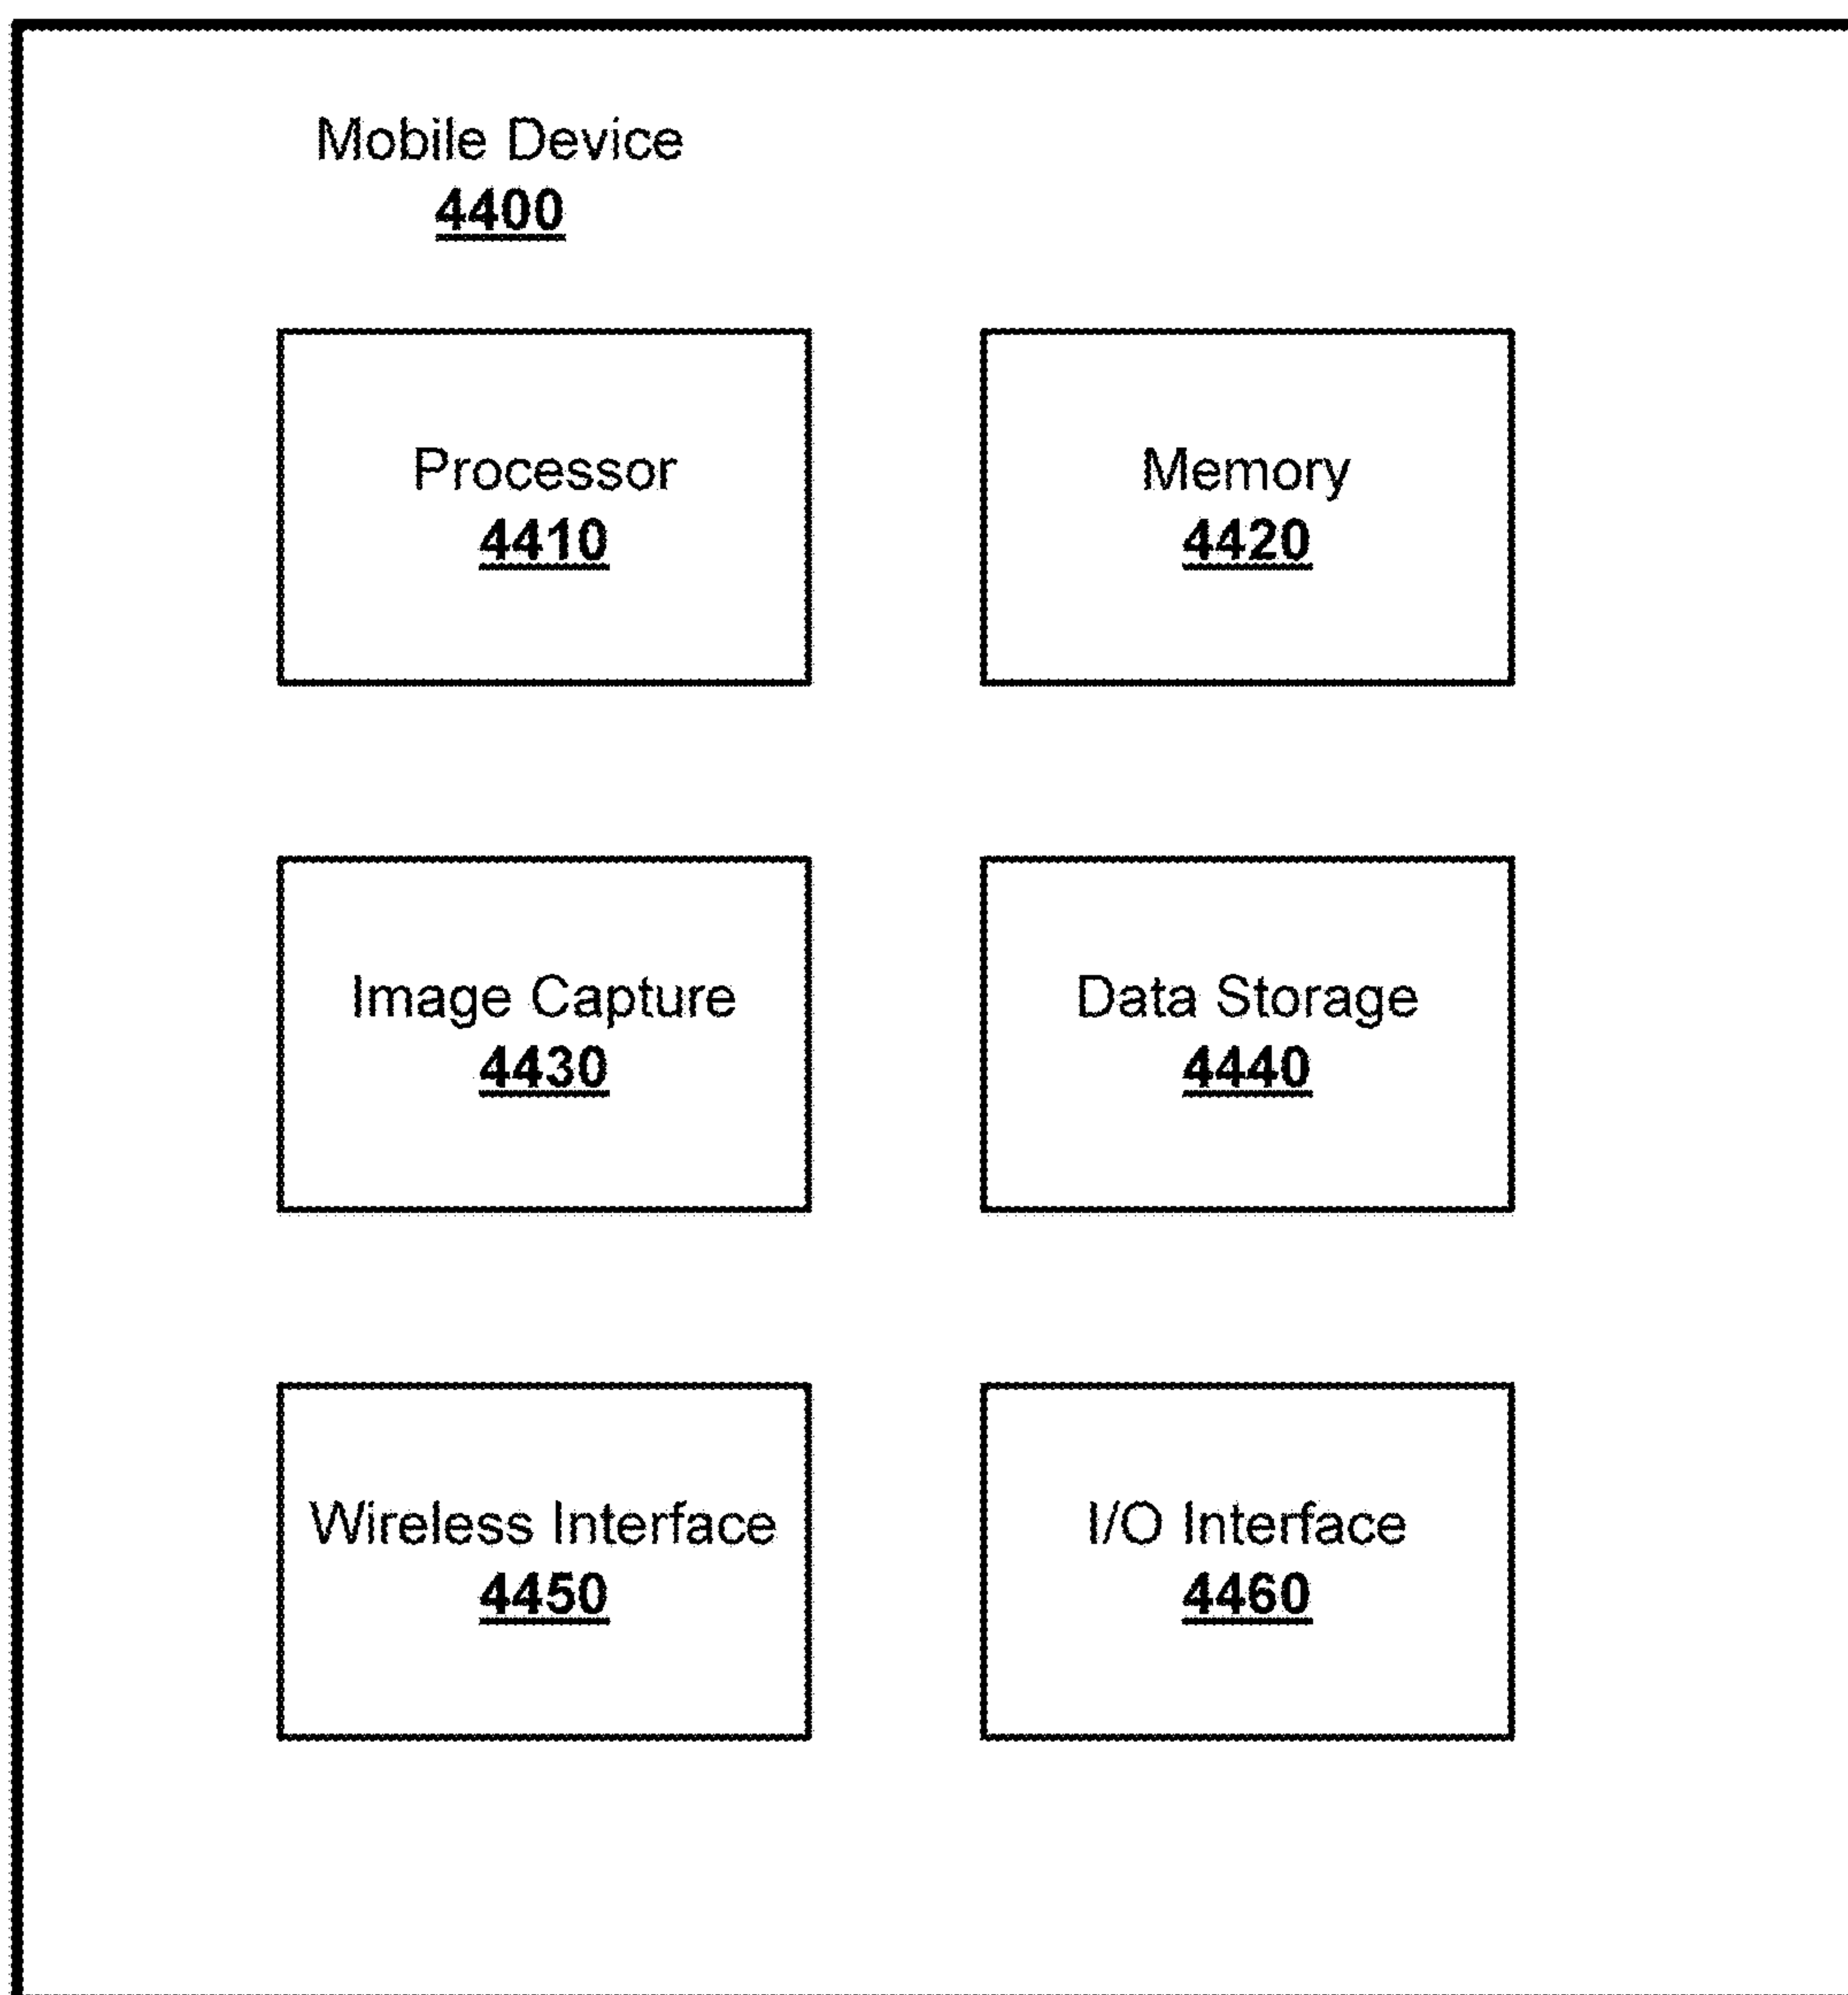 Mobile Device
4400
Processor
4410
Memory
4420
Image Capture
4430
Data Storage
4440
Wireless Interface
4450
I/O Interface
4460